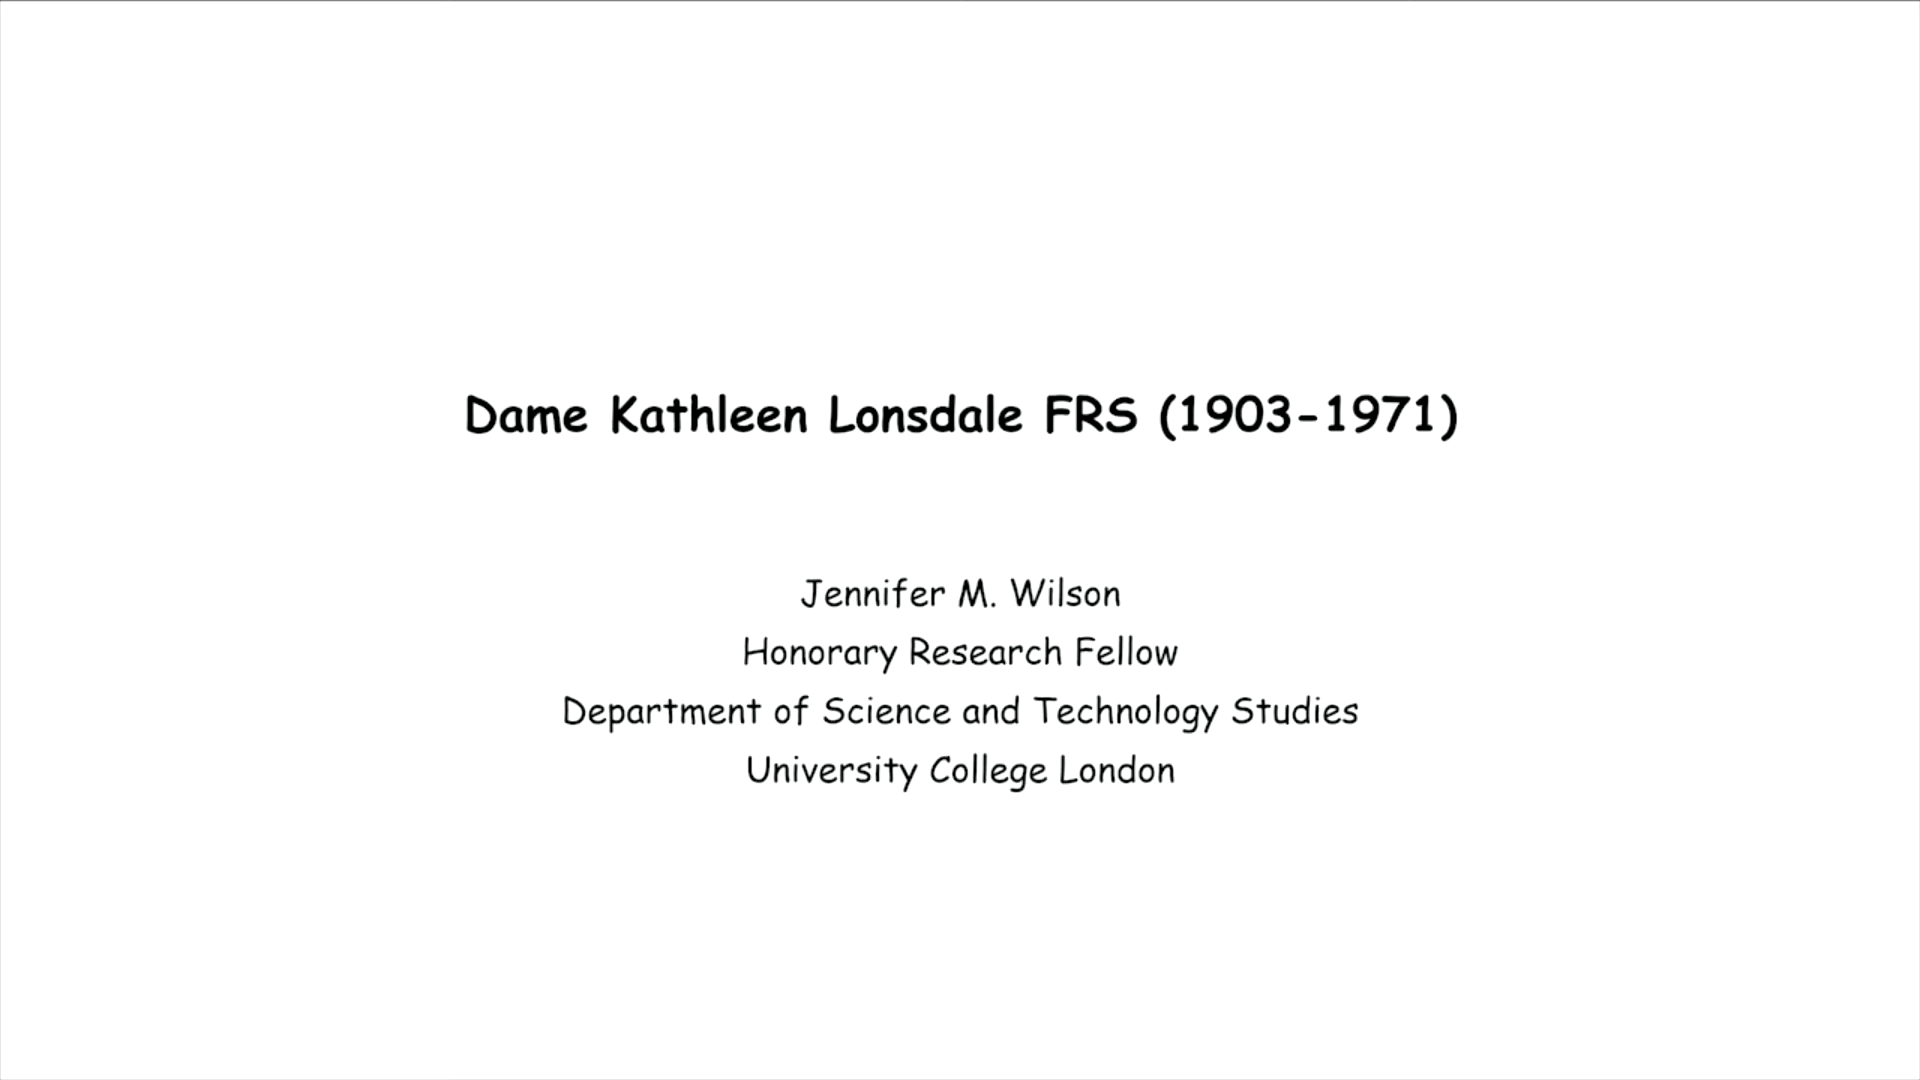 Dame Kathleen Lonsdale FRS (1903-1971)
Jennifer M. Wilson
Honorary Research Fellow
Department of Science and Technology Studies
University College London